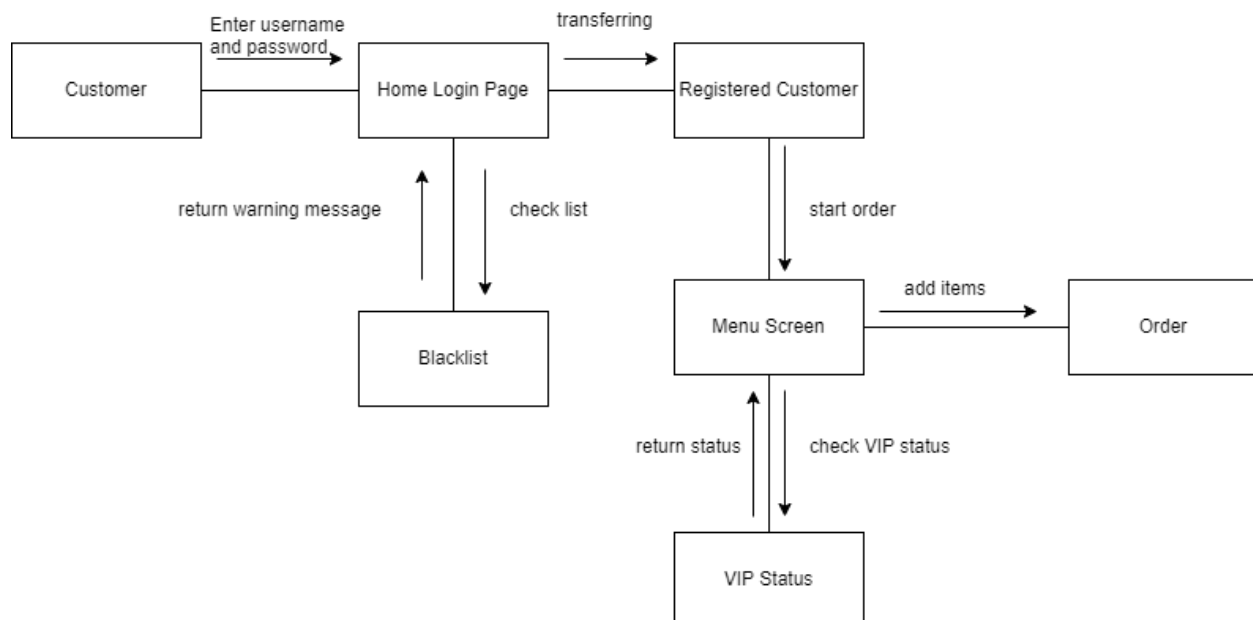 Enter username
and password
transferring
Customer
Home Login Page
Registered Customer
return warning message
check list
start order
add items
Menu Screen
Order
Blacklist
return status
check VIP status
VIP Status